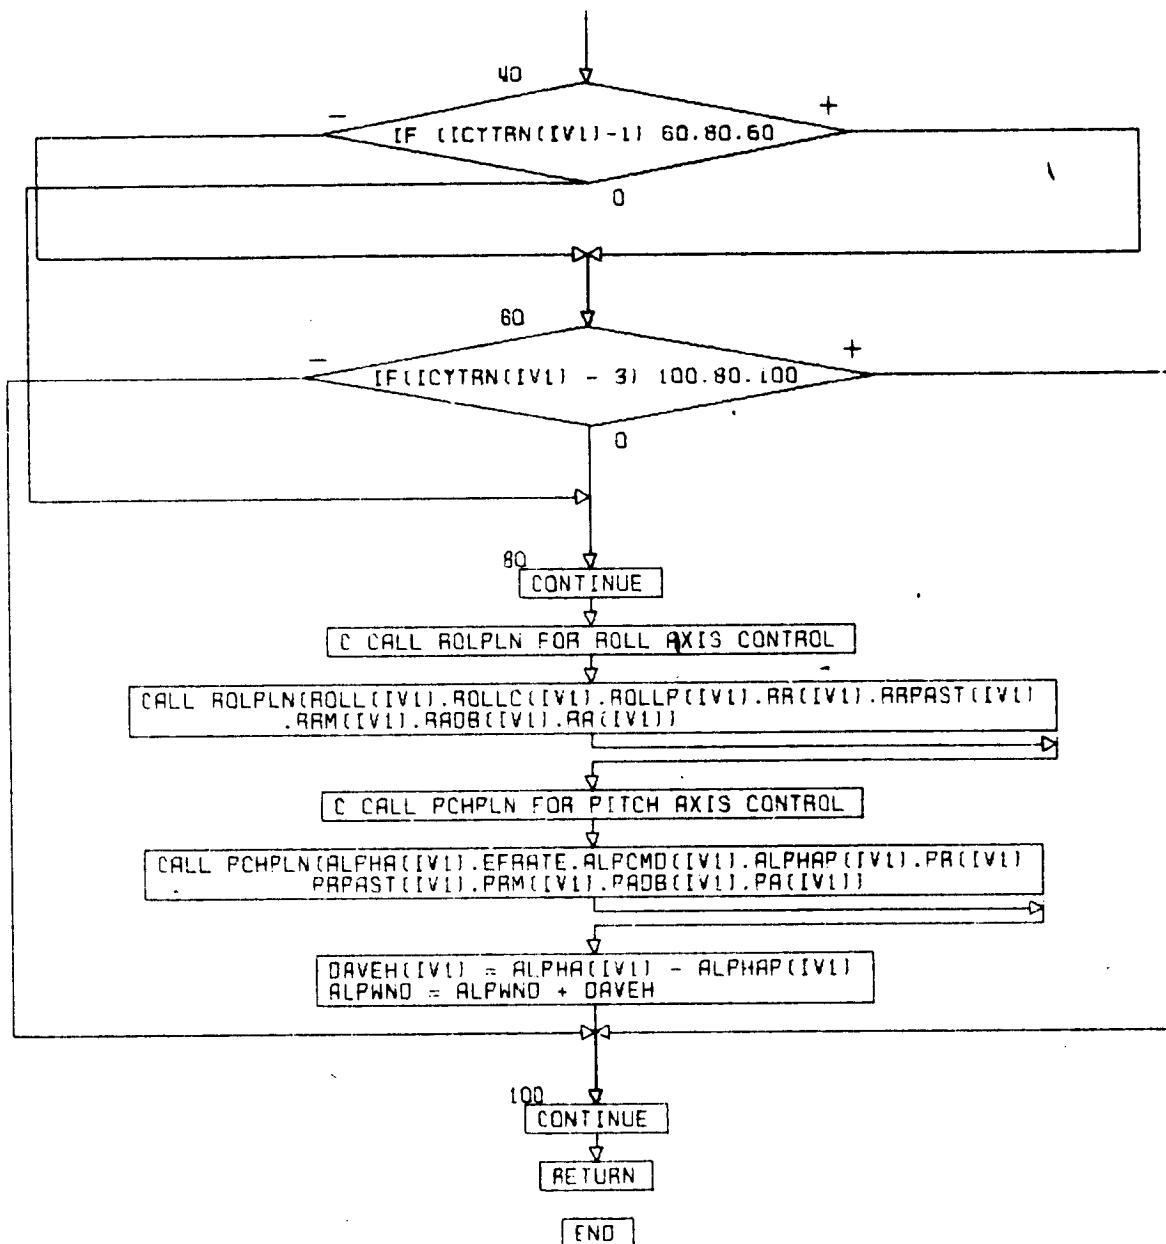 40
- +
IF (ICYTRN(IV1)-1) 60.80.60
0
60
- +
IF(ICYTRN(IV1) - 3) 100.80.100
0
80
CONTINUE
C CALL ROLPLN FOR ROLL AXIS CONTROL
CALL ROLPLN(ROLL(IV1).ROLLC(IV1).ROLLP(IV1).RR(IV1).RRPAST(IV1)
.RRM(IV1).RADB(IV1).RA(IV1))
C CALL PCHPLN FOR PITCH AXIS CONTROL
CALL PCHPLN(ALPHA(IV1).EFRATE.ALPCMD(IV1).ALPHAP(IV1).PR(IV1)
PRPAST(IV1).PRM(IV1).PADB(IV1).PA(IV1))
DAVEH(IV1) = ALPHA(IV1) - ALPHAP(IV1)
ALPWND = ALPWND + DAVEH
100
CONTINUE
RETURN
END